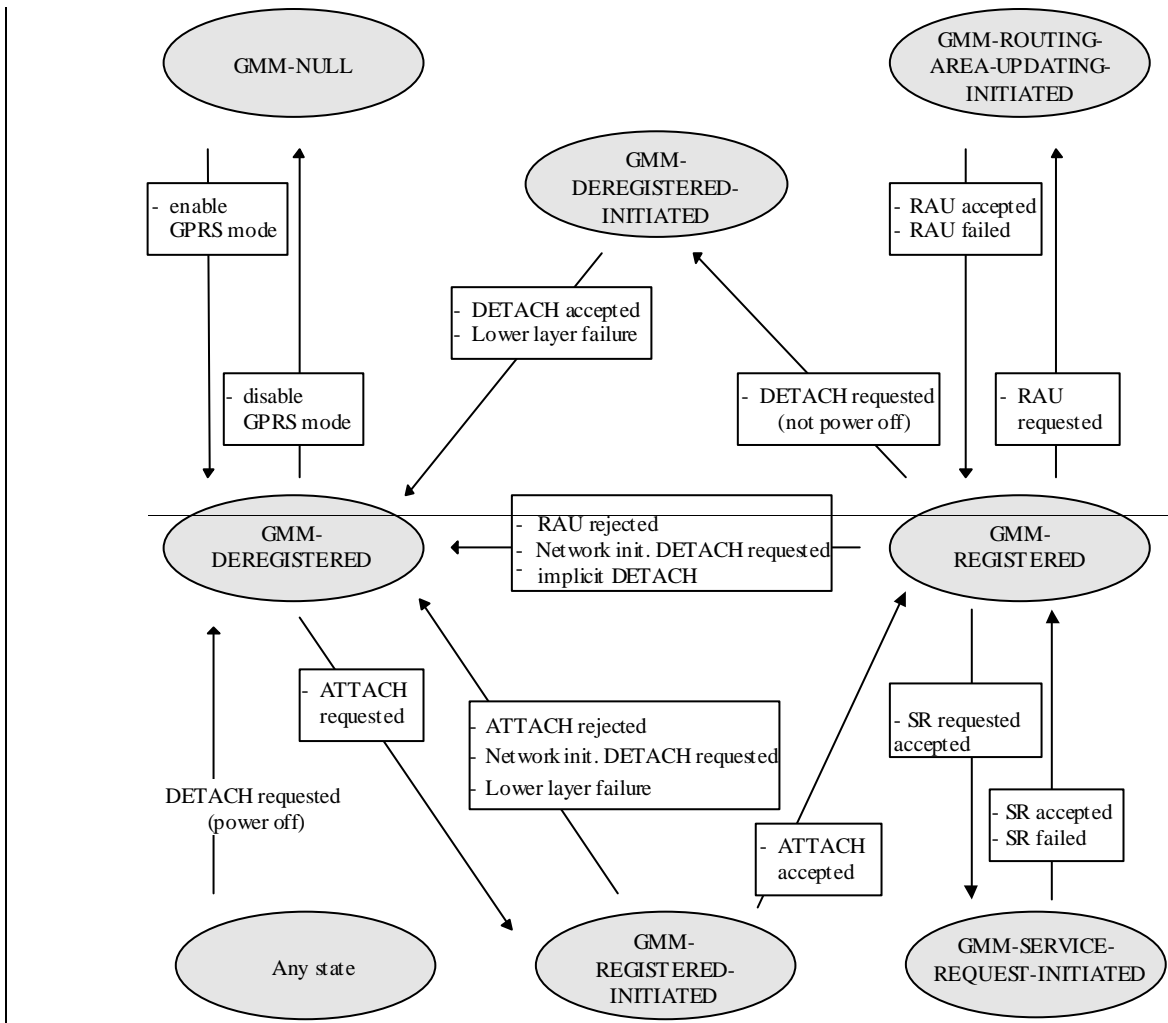 GMM-NULL
GMM-ROUTING-
AREA-UPDATING-
INITIATED
GMM-
DEREGISTERED-
INITIATED
- enable
GPRS mode
- RAU accepted
- RAU failed
- DETACH accepted
- Lower layer failure
- disable
GPRS mode
- DETACH requested
(not power off)
- RAU
requested
GMM-
DEREGISTERED
- RAU rejected
- Network init. DETACH requested
- implicit DETACH
GMM-
REGISTERED
- ATTACH
requested
- ATTACH rejected
- Network init. DETACH requested
- Lower layer failure
- SR requested
accepted
DETACH requested
(power off)
- ATTACH
accepted
- SR accepted
- SR failed
Any state
GMM-
REGISTERED-
INITIATED
GMM-SERVICE-
REQUEST-INITIATED